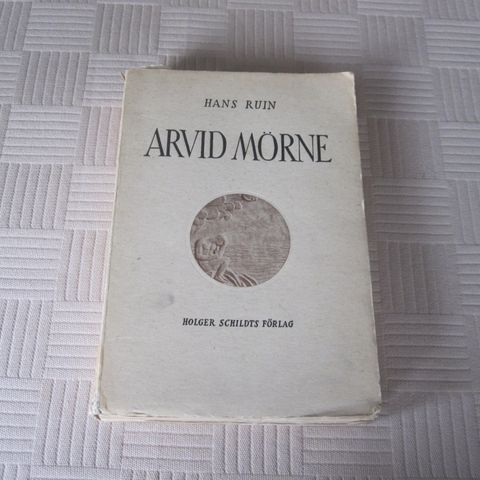 HANS RUIN
ARVID MÖRNE
HOLGER SCHILDTS FÖRLAG